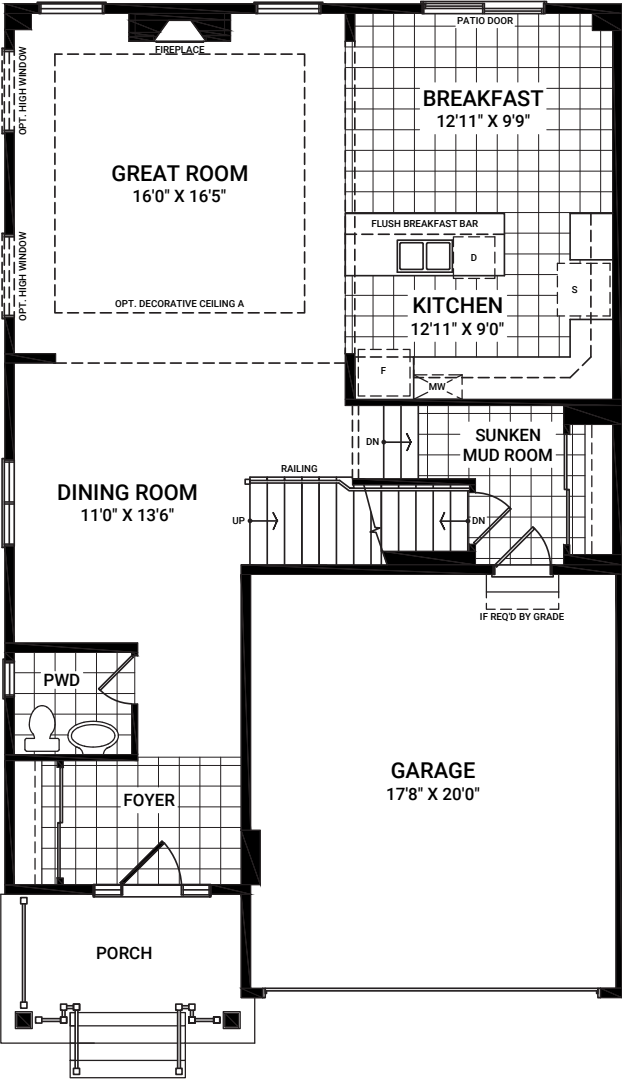 PATIO DOOR
FIREPLACE
OPT. HIGH WINDOW
BREAKFAST
12'11" X 9'9"
GREAT ROOM
16'0" X 16'5"
FLUSH BREAKFAST BAR
D
OPT. HIGH WINDOW
S
OPT. DECORATIVE CEILING A
KITCHEN
12'11" X 9'0"
F
MW
DN
SUNKEN
MUD ROOM
RAILING
DINING ROOM
11'0" X 13'6"
UP
DN
IF REQ'D BY GRADE
PWD
GARAGE
17'8" X 20'0"
FOYER
PORCH